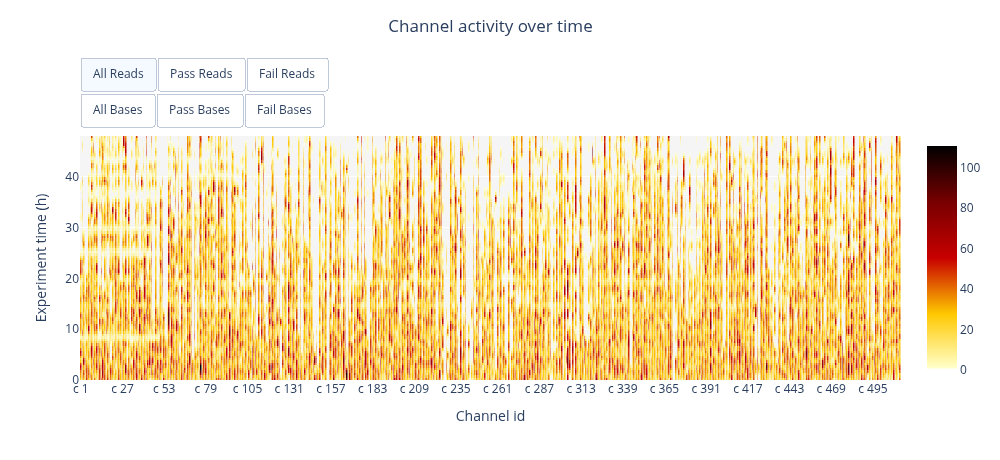 Channel activity over time
All Reads Pass Reads Fail Reads
All Bases Pass Bases Fail Bases
Experiment time (h)
40
30
20
10
0
c 1 c 27 c 53 c 79 c 105 c 131 c 157 c 183 c 209 c 235 c 261 c 287 c 313 c 339 c 365 c 391 c 417 c 443 c 469 c 495
Channel id
100
80
60
40
20
0